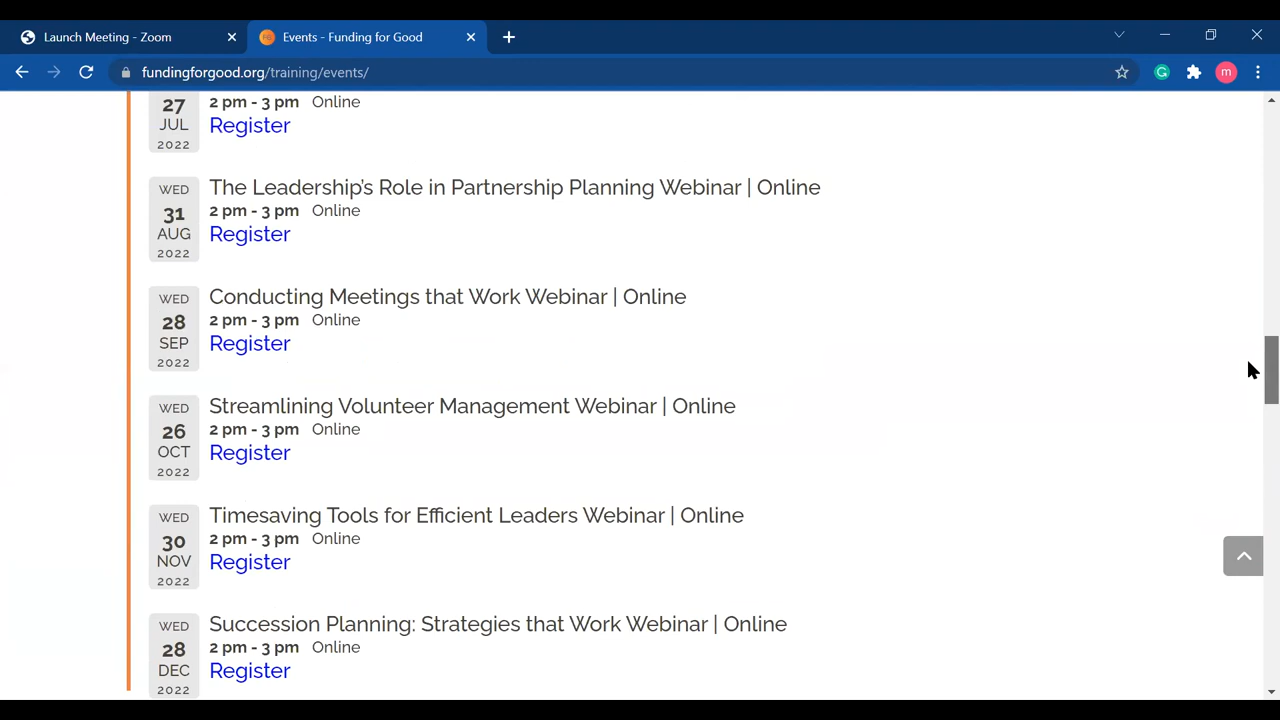 Launch Meeting - Zoom
Events - Funding for Good
fundingforgood.org/training/events/
m
27
JUL
2022
2 pm - 3 pm Online
Register
WED
31
AUG
2022
The Leadership's Role in Partnership Planning Webinar | Online
2 pm - 3 pm Online
Register
WED
28
SEP
2022
Conducting Meetings that Work Webinar | Online
2 pm - 3 pm Online
Register
WED
26
OCT
2022
Streamlining Volunteer Management Webinar | Online
2 pm - 3 pm Online
Register
WED
30
NOV
2022
Timesaving Tools for Efficient Leaders Webinar | Online
2 pm - 3 pm Online
Register
WED
28
DEC
2022
Succession Planning: Strategies that Work Webinar | Online
2 pm - 3 pm Online
Register